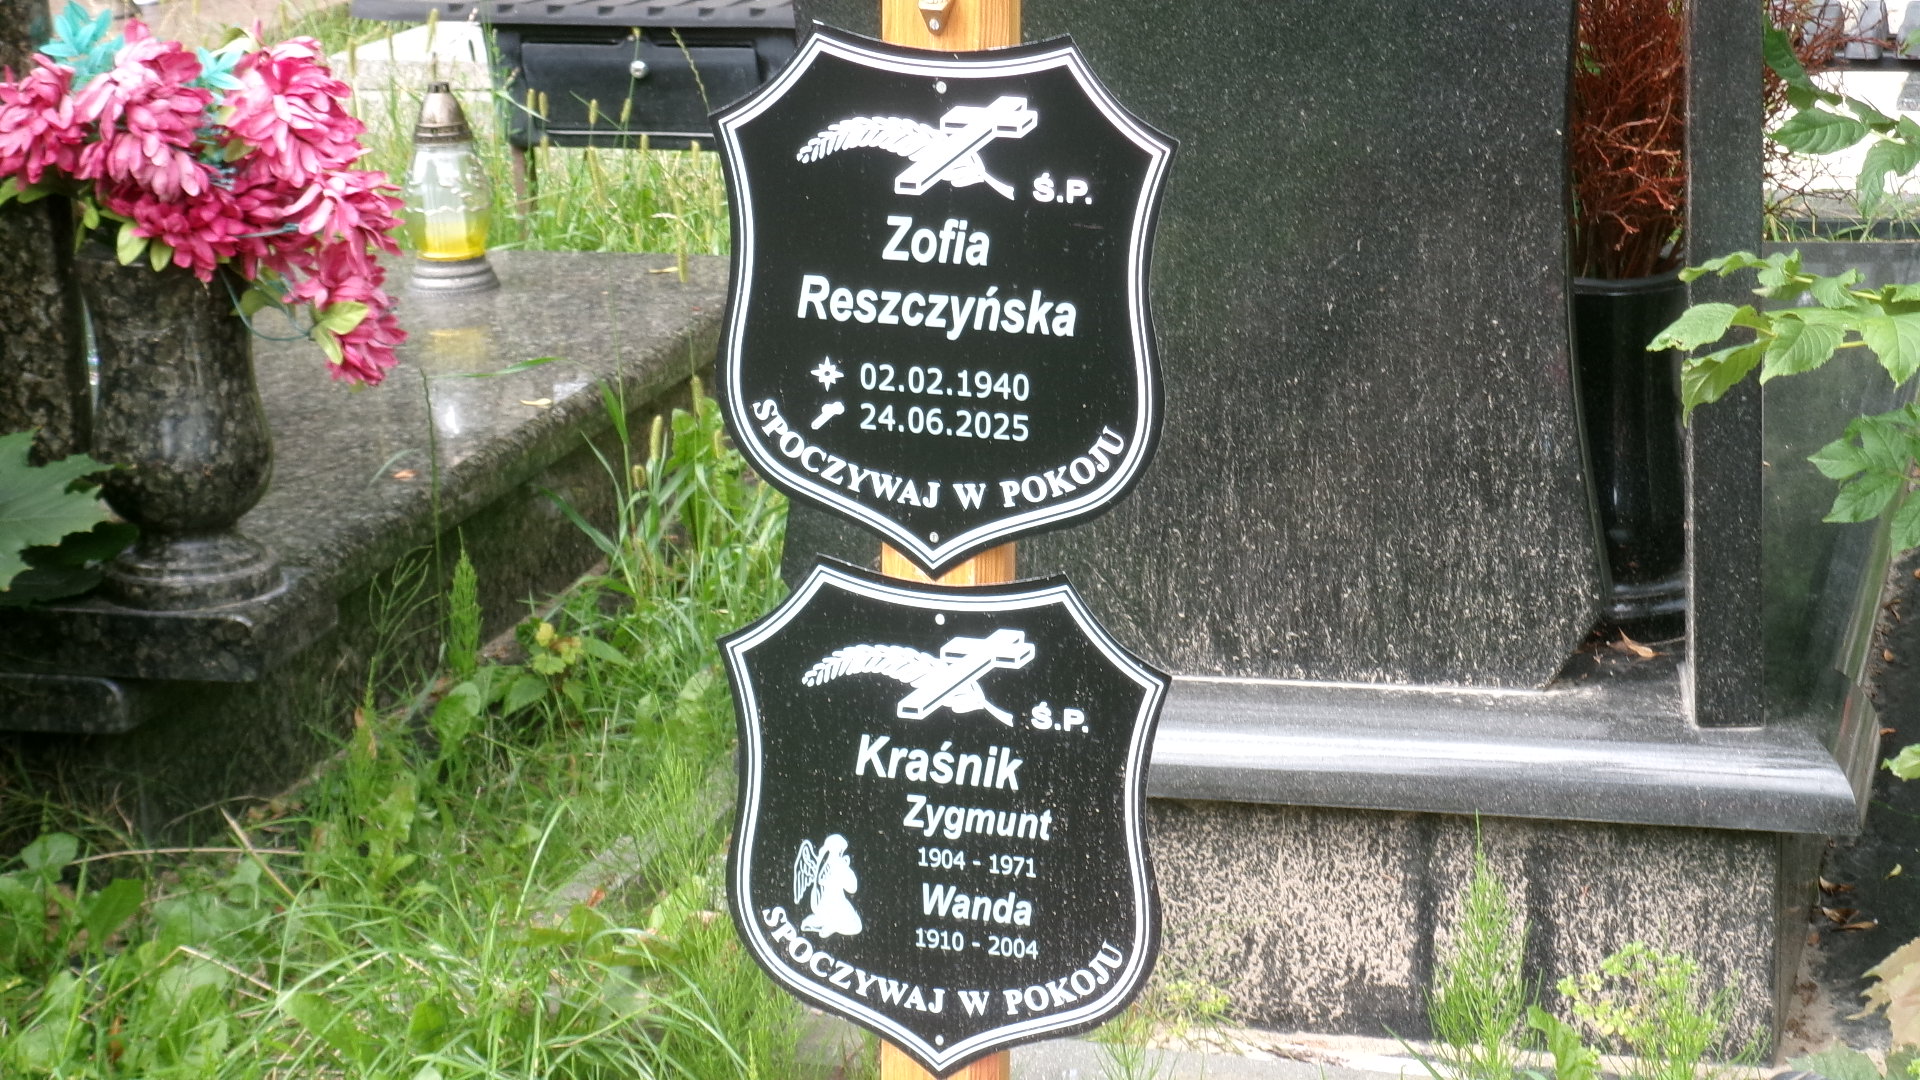 Ś.P.
Zofia
Reszczyńska
02.02.1940
24.06.2025
SPOCZYWAJ W POKOJU
Ś.P.
Kraśnik
Zygmunt
1904 - 1971
Wanda
1910 - 2004
SPOCZYWAJ W POKOJU